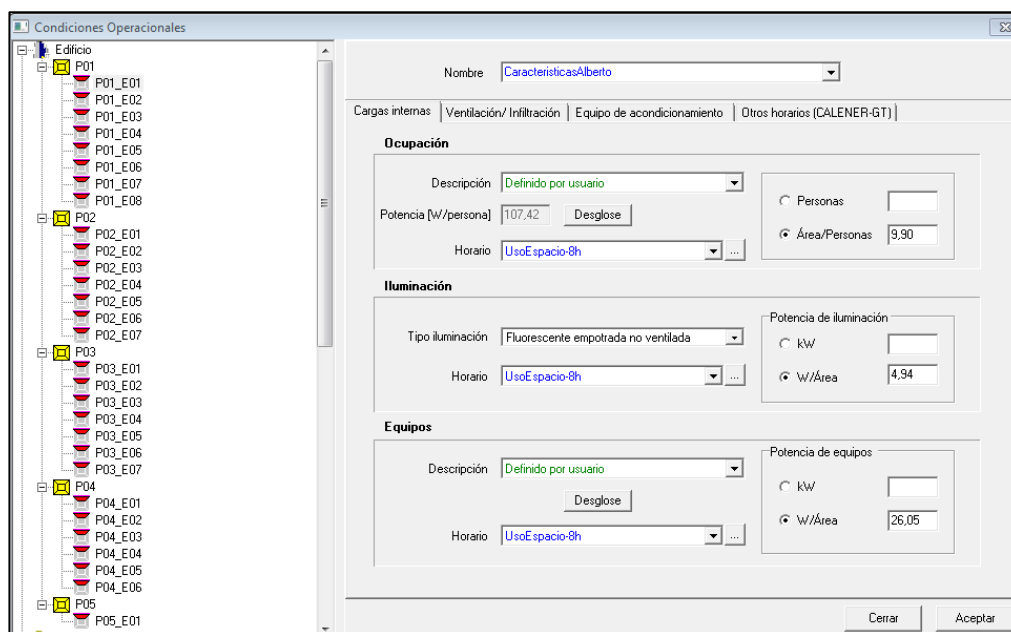 Condiciones Operacionales
Edificio
P01
P01_E01
P01_E02
P01_E03
P01_E04
P01_E05
P01_E06
P01_E07
P01_E08
P02
P02_E01
P02_E02
P02_E03
P02_E04
P02_E05
P02_E06
P02_E07
P03
P03_E01
P03_E02
P03_E03
P03_E04
P03_E05
P03_E06
P03_E07
P04
P04_E01
P04_E02
P04_E03
P04_E04
P04_E05
P04_E06
P05
P05_E01
Nombre CaracteristicasAlberto
Cargas internas Ventilación/ Infiltración Equipo de acondicionamiento Otros horarios (CALENER-GT)
Ocupación
Descripción Definido por usuario
Potencia [W/persona] 107,42 Desglose
Horario UsoEspacio-8h ...
Personas
Área/Personas 9,90
Iluminación
Tipo iluminación Fluorescente empotrada no ventilada
Horario UsoEspacio-8h ...
Potencia de iluminación
kW
W/Área 4,94
Equipos
Descripción Definido por usuario
Desglose
Horario UsoEspacio-8h ...
Potencia de equipos
kW
W/Área 26,05
Cerrar Aceptar